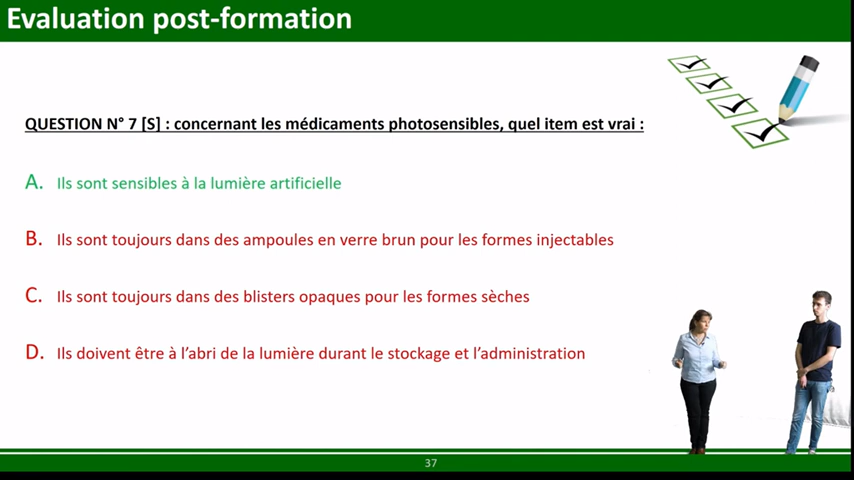 Evaluation post-formation
QUESTION N° 7 [S] : concernant les médicaments photosensibles, quel item est vrai :
A. Ils sont sensibles à la lumière artificielle
B. Ils sont toujours dans des ampoules en verre brun pour les formes injectables
C. Ils sont toujours dans des blisters opaques pour les formes sèches
D. Ils doivent être à l’abri de la lumière durant le stockage et l’administration
37